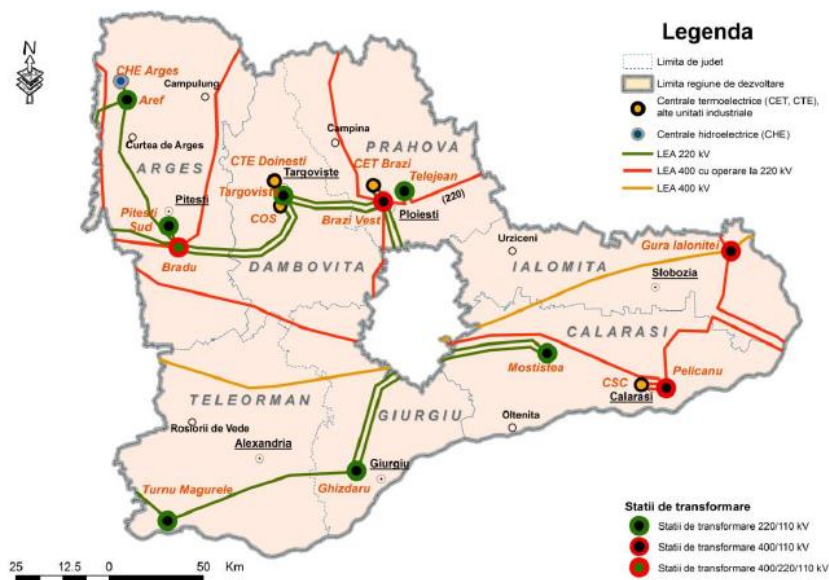 N
Legenda
Limita de judet
Limita regiune de dezvoltare
Centrale termoelectrice (CET, CTE),
alte unitati industriale
Centrale hidroelectrice (CHE)
LEA 220 kV
LEA 400 cu operare la 220 kV
LEA 400 kV
CHE Arges
Campulung
Aref
Curtea de Arges
ARGES
Pitesti
Pitesti
Sud
Bradu
Campina
PRAHOVA
CTE Doinesti
Targoviste
Targoviste
COS
CET Brazi
Telejean
(220)
Brazi Vest
Ploiesti
DAMBOVITA
Urziceni
Gura Ialonitei
IALOMITA
Slobozia
CALARASI
Mostistea
CSC
Pelicanu
Calarasi
Oltenita
TELEORMAN
GIURGIU
Rosiorii de Vede
Alexandria
Giurgiu
Ghizdaru
Turnu Magurele
Statii de transformare
Statii de transformare 220/110 kV
Statii de transformare 400/110 kV
Statii de transformare 400/220/110 kV
25 12.5 0 50 Km